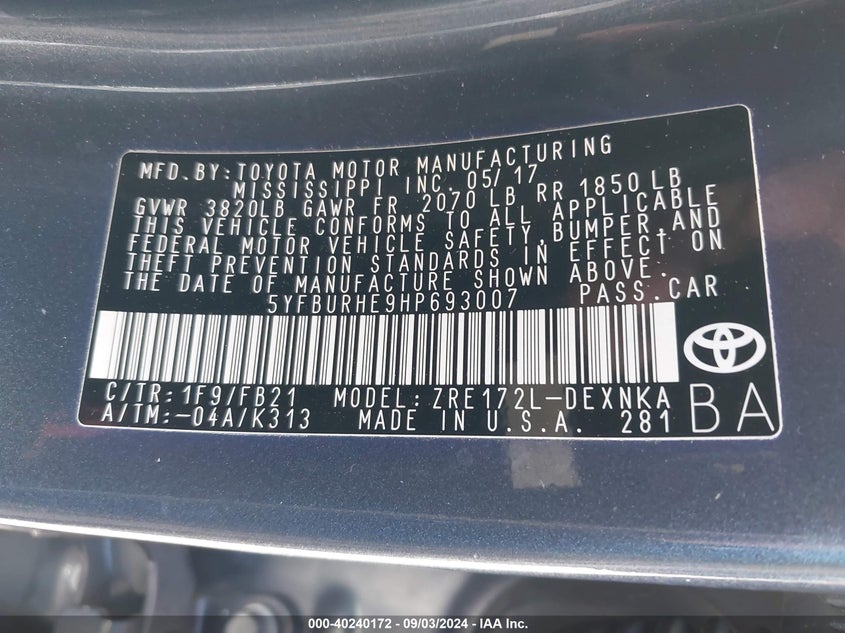 MFD. BY: TOYOTA MOTOR MANUFACTURING
MISSISSIPPI INC. 05/17
GVWR 3820LB GAWR FR 2070 LB RR 1850 LB
THIS VEHICLE CONFORMS TO ALL APPLICABLE
FEDERAL MOTOR VEHICLE SAFETY, BUMPER, AND
THEFT PREVENTION STANDARDS IN EFFECT ON
THE DATE OF MANUFACTURE SHOWN ABOVE.
5YFBURHE9HP693007 PASS. CAR
C/TR: 1F9/FB21 MODEL: ZRE172L-DEXNKA
A/TM: -04A/K313 MADE IN U.S.A. 281 BA
000-40240172 - 09/03/2024 - IAA Inc.